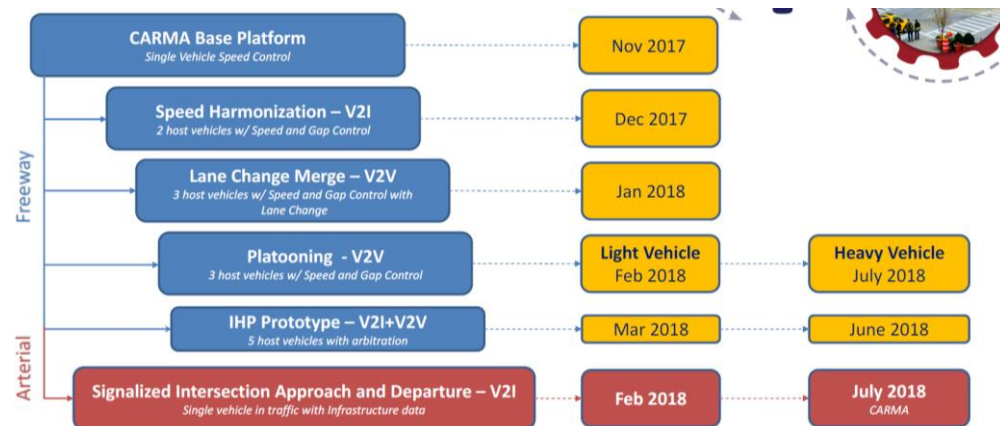 CARMA Base Platform
Single Vehicle Speed Control
Nov 2017
Speed Harmonization – V2I
2 host vehicles w/ Speed and Gap Control
Dec 2017
Lane Change Merge – V2V
3 host vehicles w/ Speed and Gap Control with
Lane Change
Jan 2018
Freeway
Platooning  - V2V
3 host vehicles w/ Speed and Gap Control
Light Vehicle
Feb 2018
Heavy Vehicle
July 2018
IHP Prototype – V2I+V2V
5 host vehicles with arbitration
Mar 2018
June 2018
Arterial
Signalized Intersection Approach and Departure – V2I
Single vehicle in traffic with Infrastructure data
Feb 2018
July 2018
CARMA